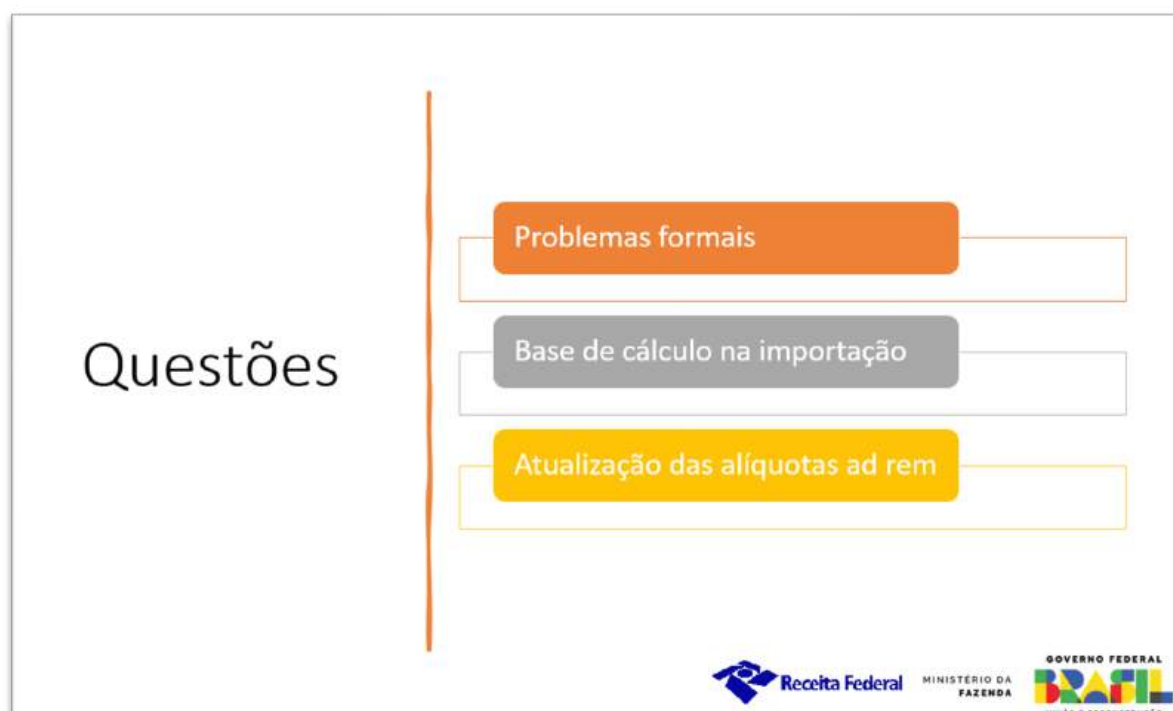 Questões
Problemas formais
Base de cálculo na importação
Atualização das alíquotas ad rem
Receita Federal
MINISTÉRIO DA
FAZENDA
GOVERNO FEDERAL
BRASIL